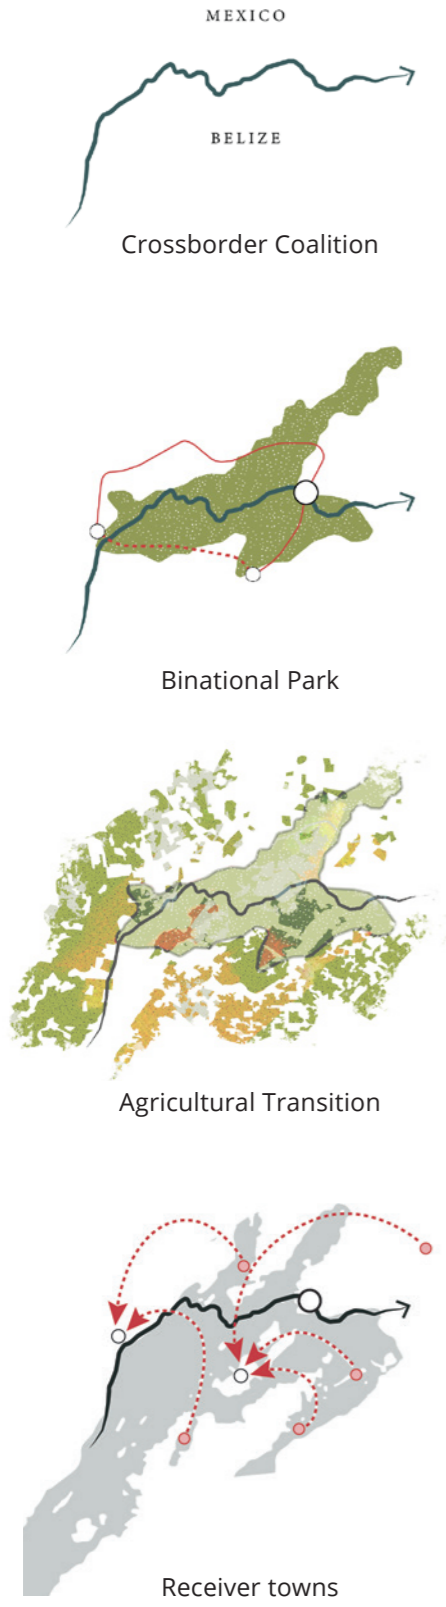 MEXICO
BELIZE
Crossborder Coalition
Binational Park
Agricultural Transition
Receiver towns